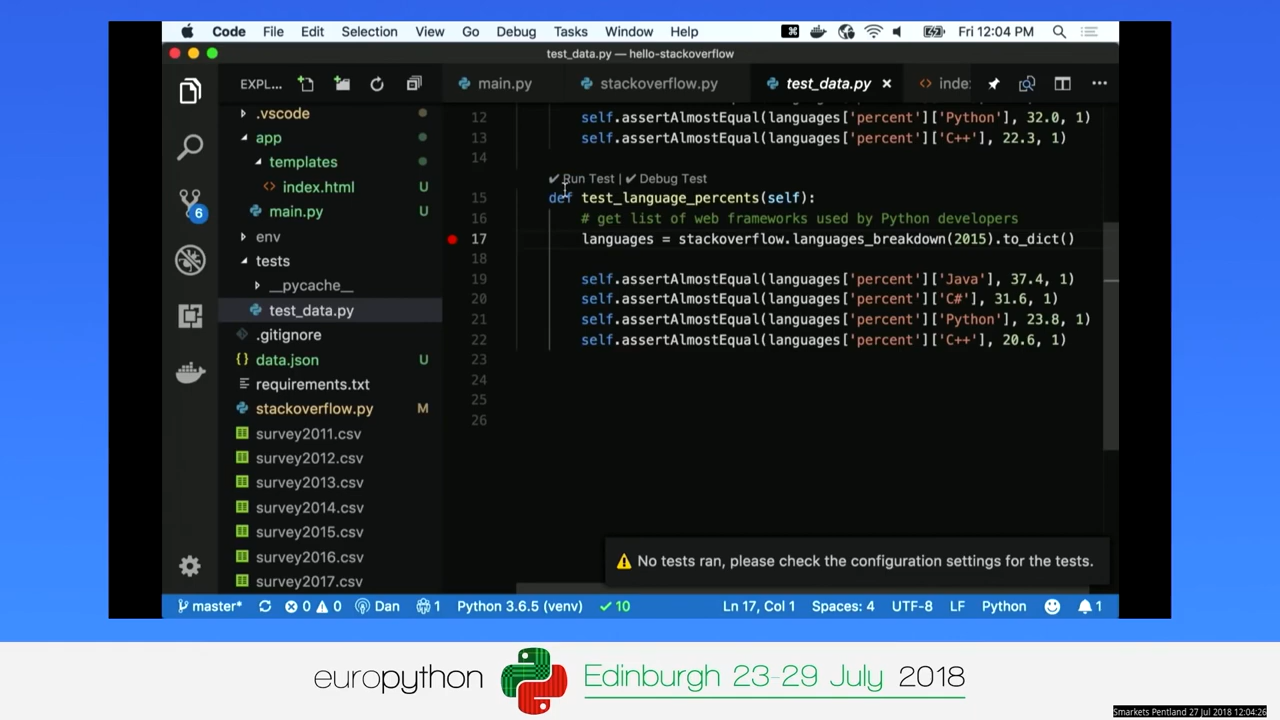 Code File Edit Selection View Go Debug Tasks Window Help Fri 12:04 PM
test_data.py — hello-stackoverflow
EXPL... main.py stackoverflow.py test_data.py inde
.vscode
app
templates
index.html U
main.py U
env
tests
__pycache__
test_data.py
.gitignore
data.json U
requirements.txt
stackoverflow.py M
survey2011.csv
survey2012.csv
survey2013.csv
survey2014.csv
survey2015.csv
survey2016.csv
survey2017.csv
6
12 self.assertAlmostEqual(languages['percent']['Python'], 32.0, 1)
13 self.assertAlmostEqual(languages['percent']['C++'], 22.3, 1)
14
✔ Run Test | ✔ Debug Test
15 def test_language_percents(self):
16 # get list of web frameworks used by Python developers
17 languages = stackoverflow.languages_breakdown(2015).to_dict()
18
19 self.assertAlmostEqual(languages['percent']['Java'], 37.4, 1)
20 self.assertAlmostEqual(languages['percent']['C#'], 31.6, 1)
21 self.assertAlmostEqual(languages['percent']['Python'], 23.8, 1)
22 self.assertAlmostEqual(languages['percent']['C++'], 20.6, 1)
23
24
25
26
No tests ran, please check the configuration settings for the tests.
master* 0 0 Dan 1 Python 3.6.5 (venv) ✓ 10 Ln 17, Col 1 Spaces: 4 UTF-8 LF Python 1
europython Edinburgh 23-29 July 2018
Smarkets Pentland 27 Jul 2018 12:04:26